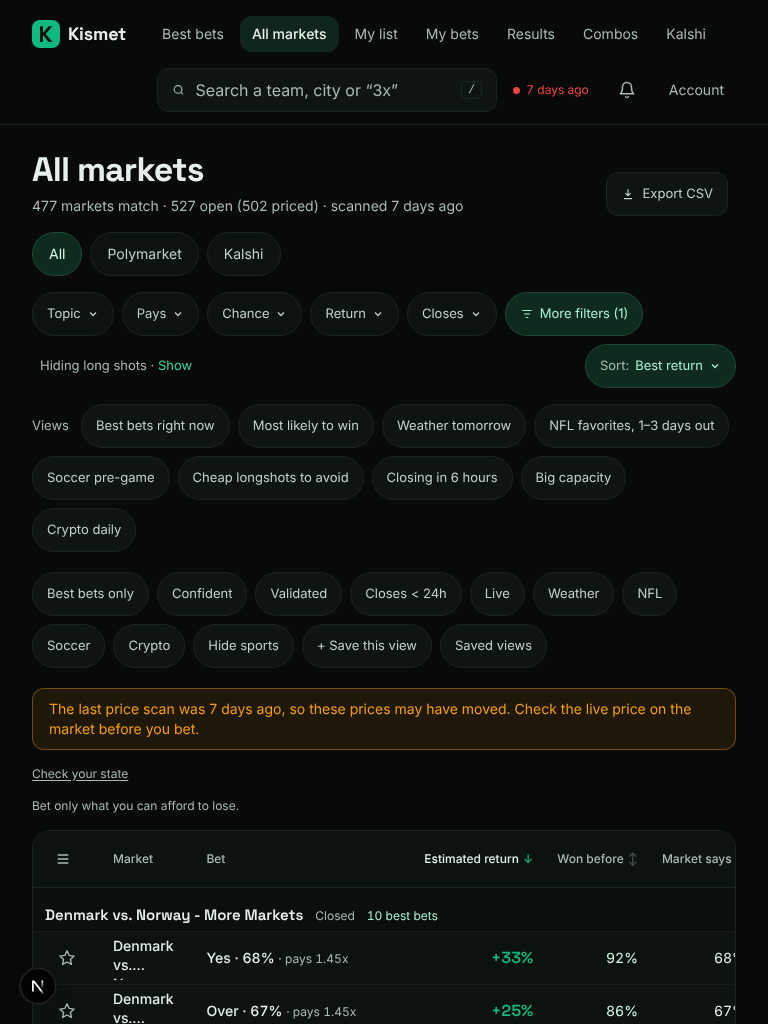 K Kismet Best bets All markets My list My bets Results Combos Kalshi
Search a team, city or “3x” / 7 days ago Account
All markets
477 markets match · 527 open (502 priced) · scanned 7 days ago
Export CSV
All Polymarket Kalshi
Topic Pays Chance Return Closes More filters (1)
Hiding long shots · Show Sort: Best return
Views Best bets right now Most likely to win Weather tomorrow NFL favorites, 1–3 days out
Soccer pre-game Cheap longshots to avoid Closing in 6 hours Big capacity
Crypto daily
Best bets only Confident Validated Closes < 24h Live Weather NFL
Soccer Crypto Hide sports + Save this view Saved views
The last price scan was 7 days ago, so these prices may have moved. Check the live price on the
market before you bet.
Check your state
Bet only what you can afford to lose.
Market Bet Estimated return ↓ Won before Market says
Denmark vs. Norway - More Markets Closed 10 best bets
Denmark
vs....
Yes · 68% · pays 1.45x +33% 92% 68
N
Denmark
vs....
Over · 67% · pays 1.45x +25% 86% 67